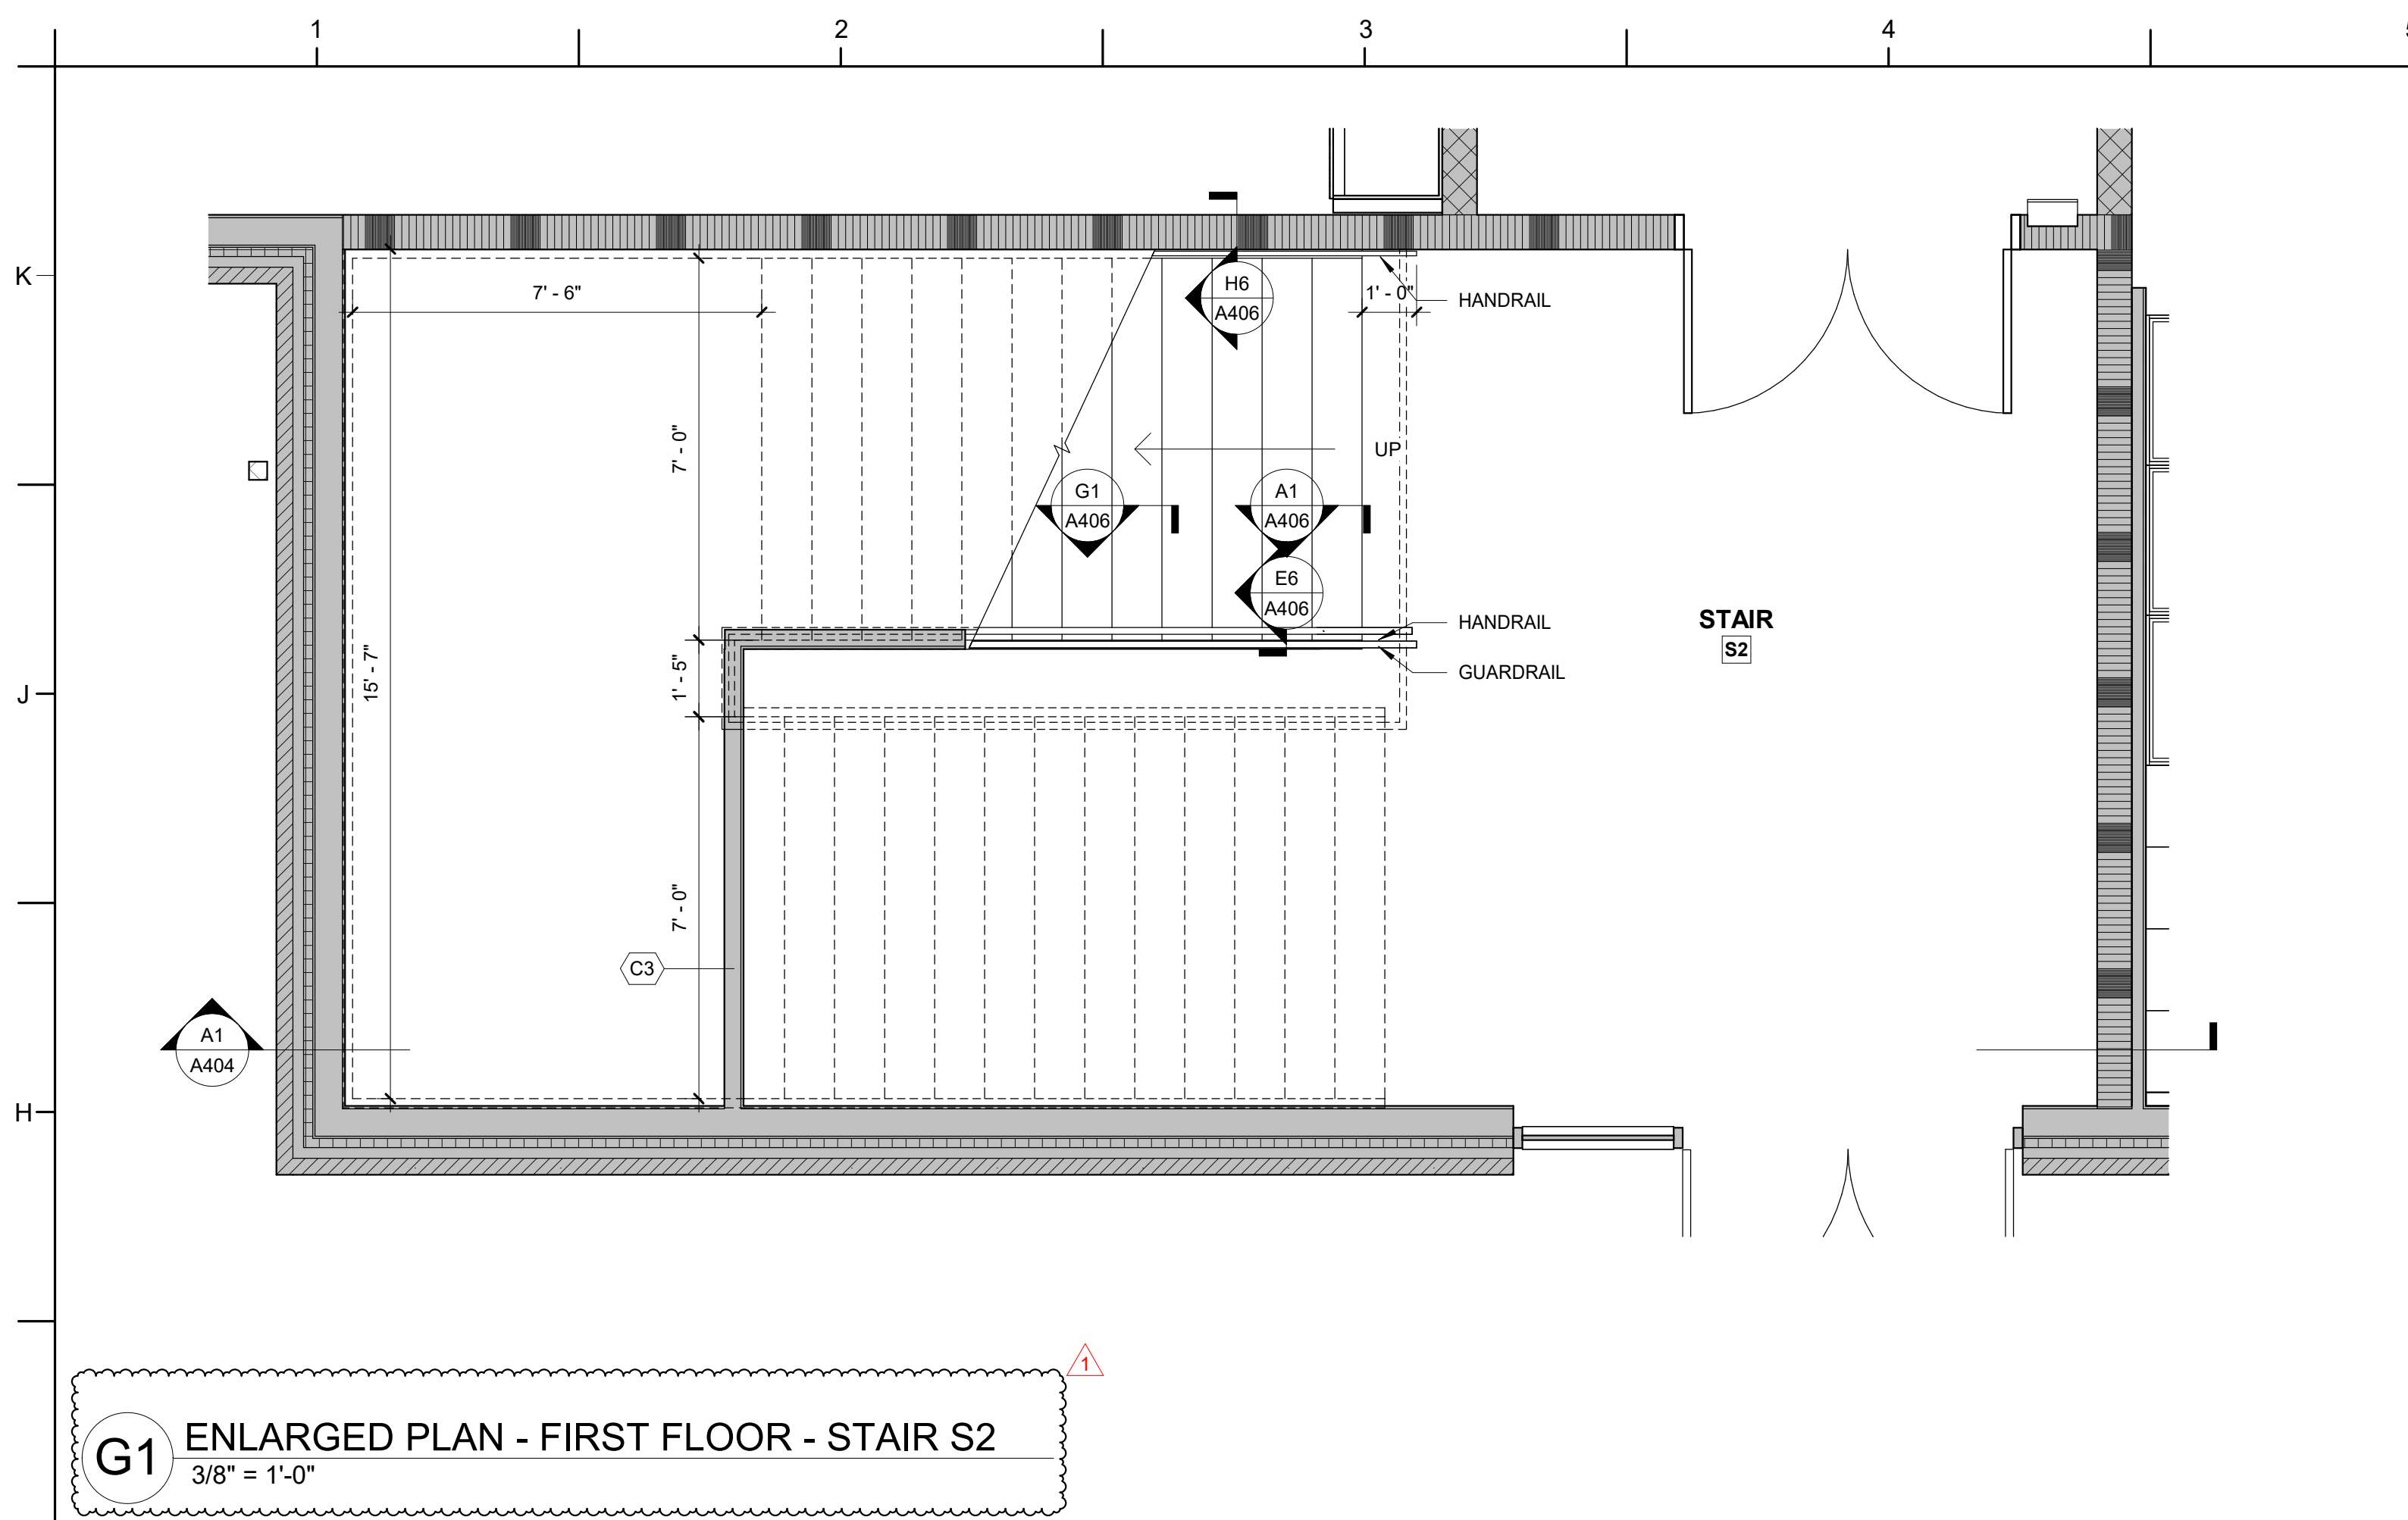 1
2
3
4
K
J
H
7' - 6"
H6
A406
1' - 0"
HANDRAIL
7' - 0"
UP
G1
A406
A1
A406
E6
A406
HANDRAIL
STAIR
S2
15' - 7"
1' - 5"
GUARDRAIL
7' - 0"
C3
A1
A404
1
G1
ENLARGED PLAN - FIRST FLOOR - STAIR S2
3/8" = 1'-0"